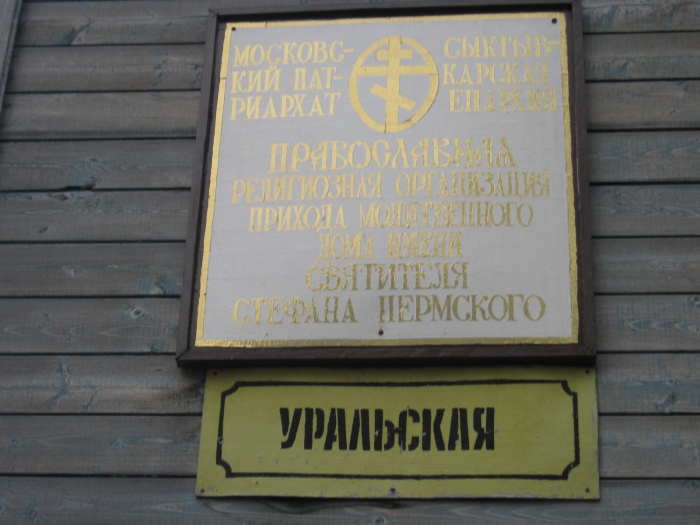 МОСКОВС-
КИЙ ПАТ-
РИАРХАТ
СЫКТЫВ-
КАРСКАЯ
ЕПАРХИЯ
ПРАВОСЛАВНАЯ
РЕЛИГИОЗНАЯ ОРГАНИЗАЦИЯ
ПРИХОДА МОЛИТВЕННОГО
ДОМА ИМЕНИ
СВЯТИТЕЛЯ
СТЕФАНА ПЕРМСКОГО
УРАЛЬСКАЯ